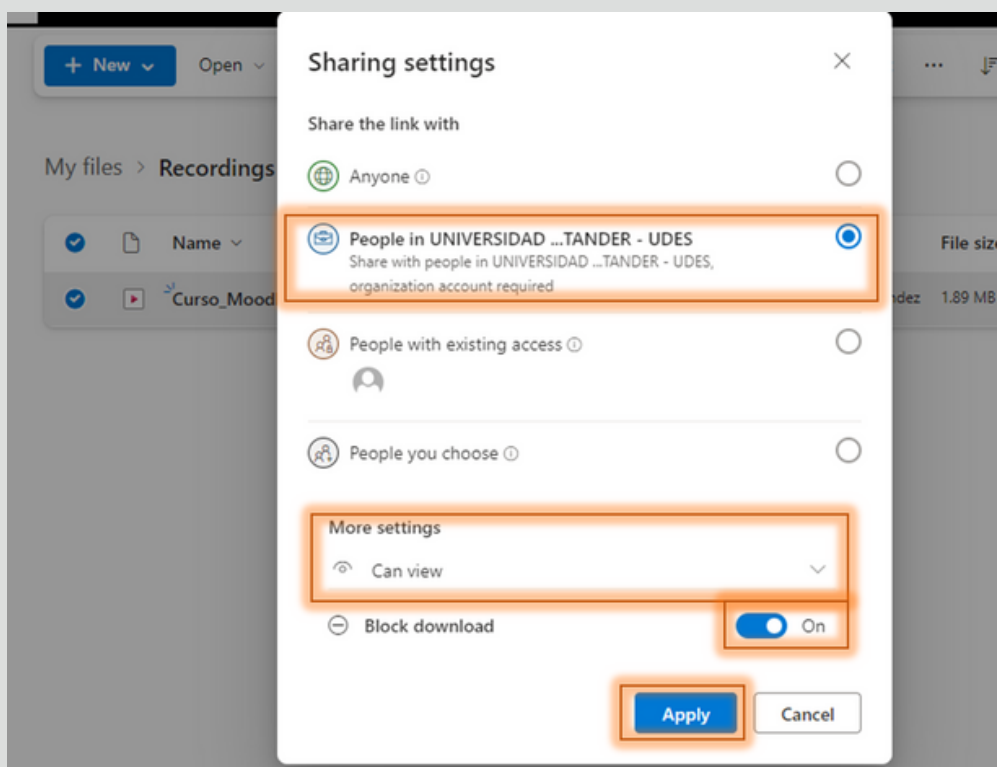 New
Open
My files > Recordings
Name
File size
Curso_Mood
dez 1.89 MB
Sharing settings
Share the link with
Anyone
People in UNIVERSIDAD ...TANDER - UDES
Share with people in UNIVERSIDAD ...TANDER - UDES,
organization account required
People with existing access
People you choose
More settings
Can view
Block download On
Apply Cancel